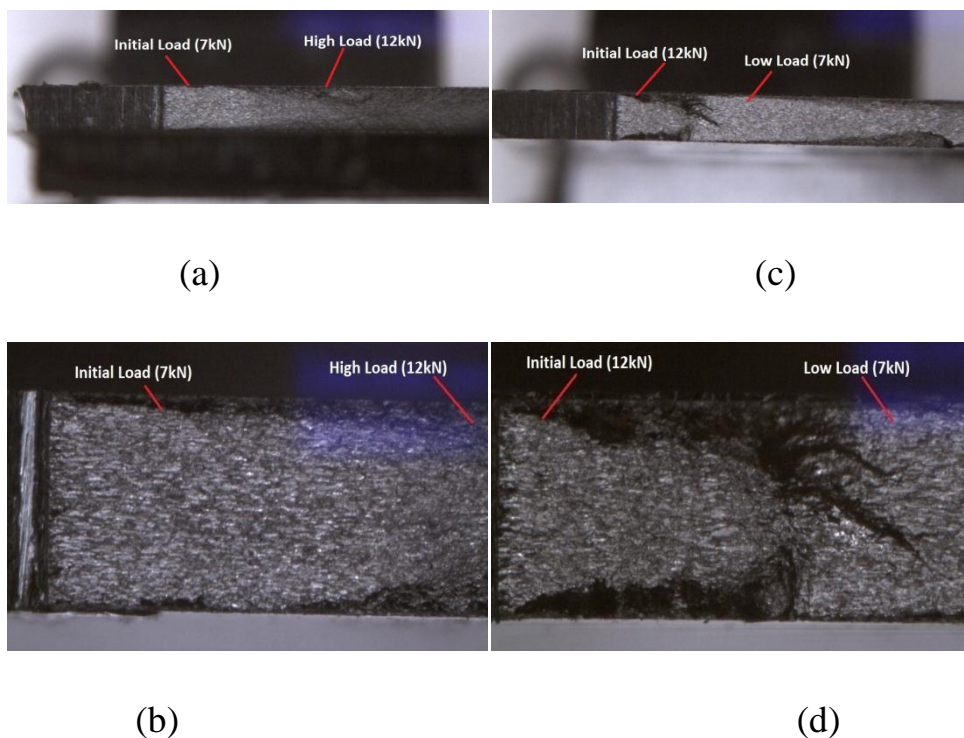 Initial Load (7kN)
High Load (12kN)
Initial Load (12kN)
Low Load (7kN)
(a)
(c)
Initial Load (7kN)
High Load (12kN)
Initial Load (12kN)
Low Load (7kN)
(b)
(d)